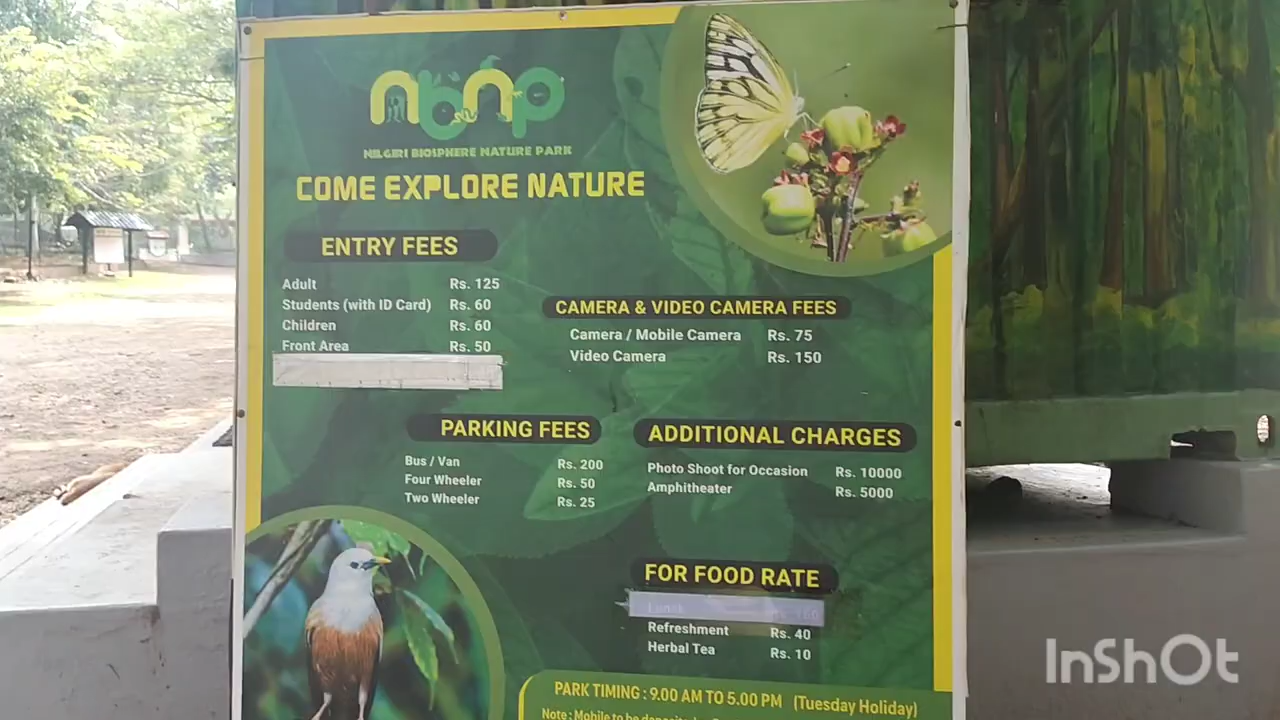 nbnp
NILGIRI BIOSPHERE NATURE PARK
COME EXPLORE NATURE
ENTRY FEES
Adult Rs. 125
Students (with ID Card) Rs. 60
Children Rs. 60
Front Area Rs. 50
CAMERA & VIDEO CAMERA FEES
Camera / Mobile Camera Rs. 75
Video Camera Rs. 150
PARKING FEES
Bus / Van Rs. 200
Four Wheeler Rs. 50
Two Wheeler Rs. 25
ADDITIONAL CHARGES
Photo Shoot for Occasion Rs. 10000
Amphitheater Rs. 5000
FOR FOOD RATE
Lunch
Refreshment Rs. 40
Herbal Tea Rs. 10
PARK TIMING : 9.00 AM TO 5.00 PM (Tuesday Holiday)
Note : Mobile to be
InShOt